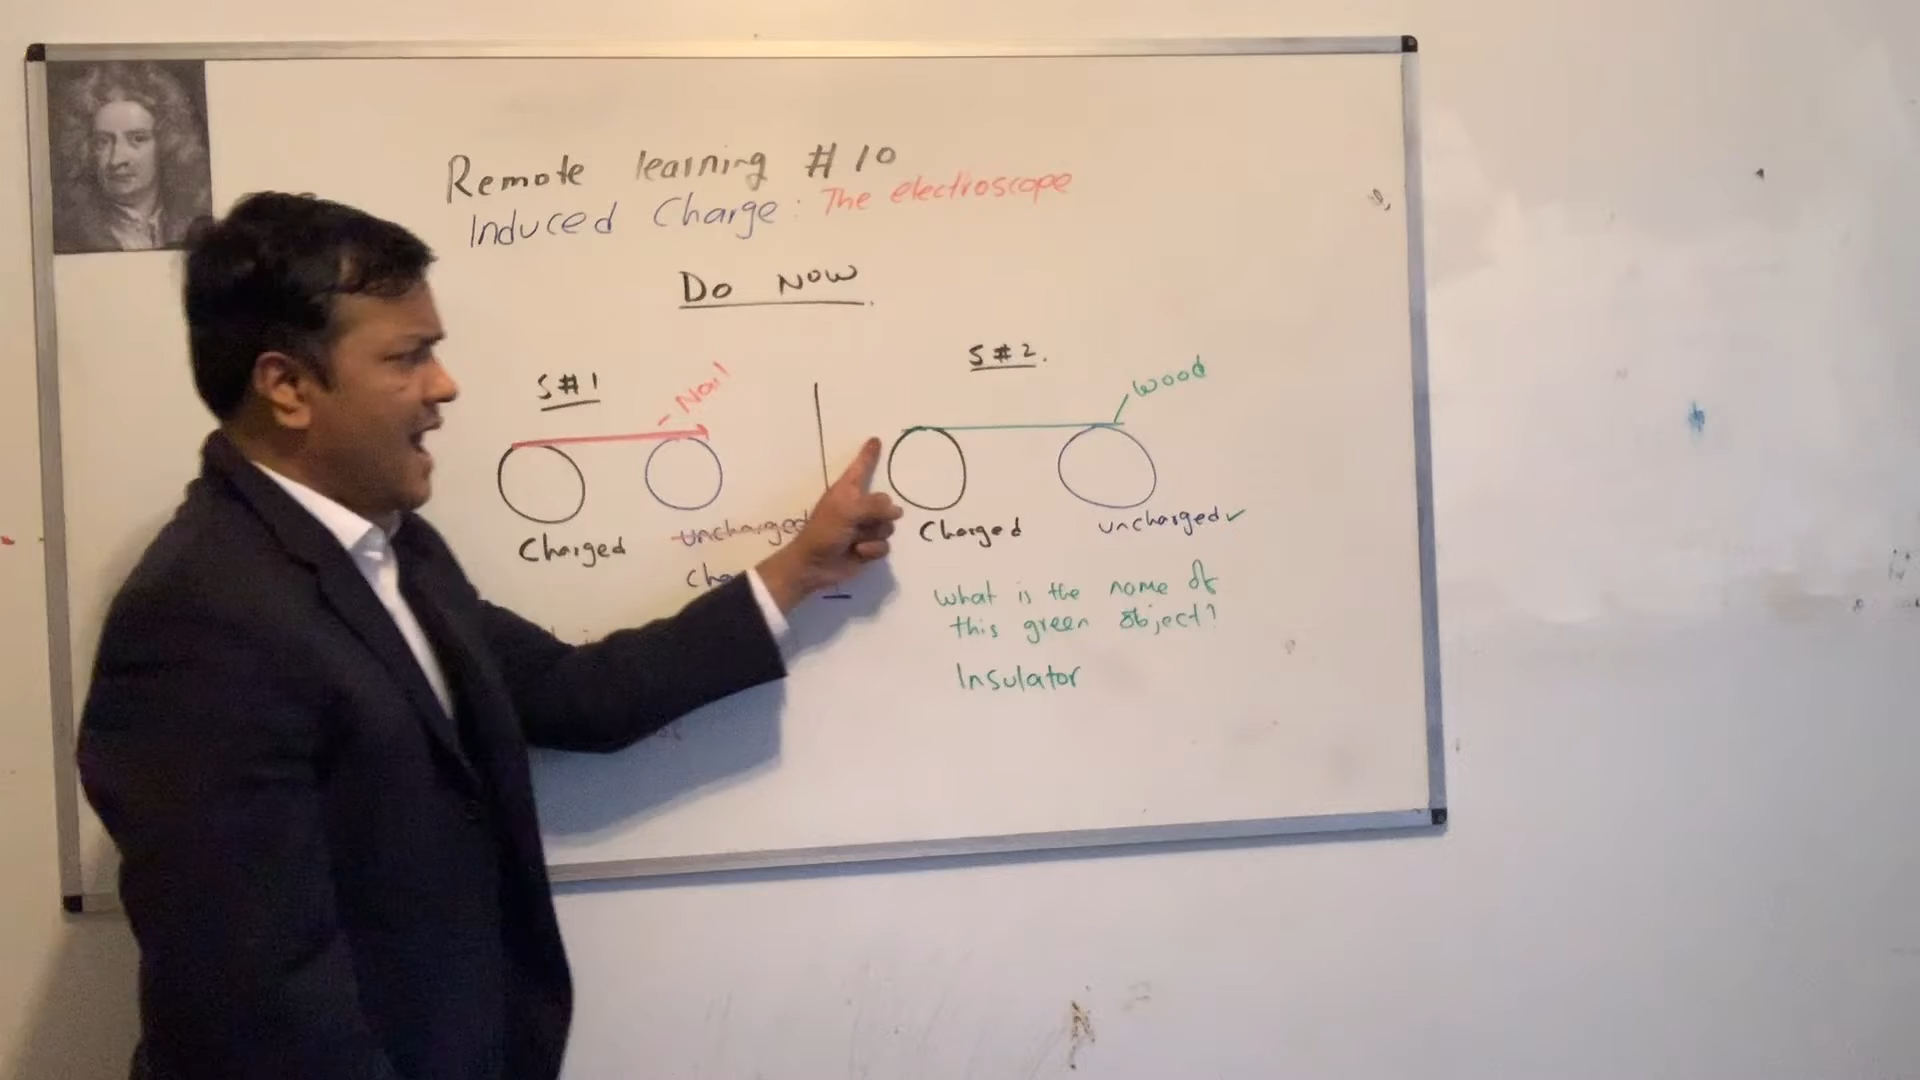 Remote learning #10
Induced Charge: The electroscope
Do Now
S#1
Nail
Charged
uncharged
S#2.
wood
Charged
uncharged✓
what is the name of
this green object?
Insulator